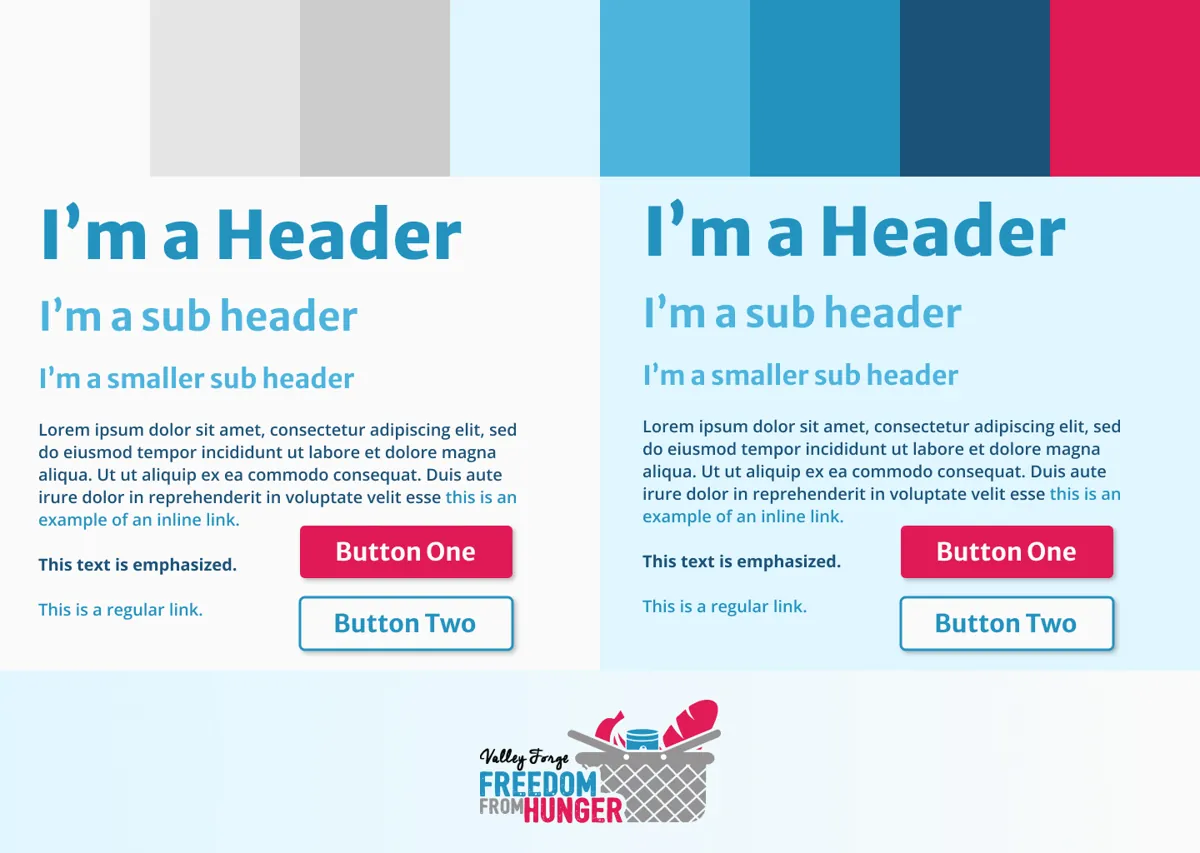 I’m a Header
I’m a sub header
I’m a smaller sub header
Lorem ipsum dolor sit amet, consectetur adipiscing elit, sed
do eiusmod tempor incididunt ut labore et dolore magna
aliqua. Ut ut aliquip ex ea commodo consequat. Duis aute
irure dolor in reprehenderit in voluptate velit esse this is an
example of an inline link.
This text is emphasized.
This is a regular link.
Button One
Button Two
I’m a Header
I’m a sub header
I’m a smaller sub header
Lorem ipsum dolor sit amet, consectetur adipiscing elit, sed
do eiusmod tempor incididunt ut labore et dolore magna
aliqua. Ut ut aliquip ex ea commodo consequat. Duis aute
irure dolor in reprehenderit in voluptate velit esse this is an
example of an inline link.
This text is emphasized.
This is a regular link.
Button One
Button Two
Valley Forge
FREEDOM
FROM HUNGER